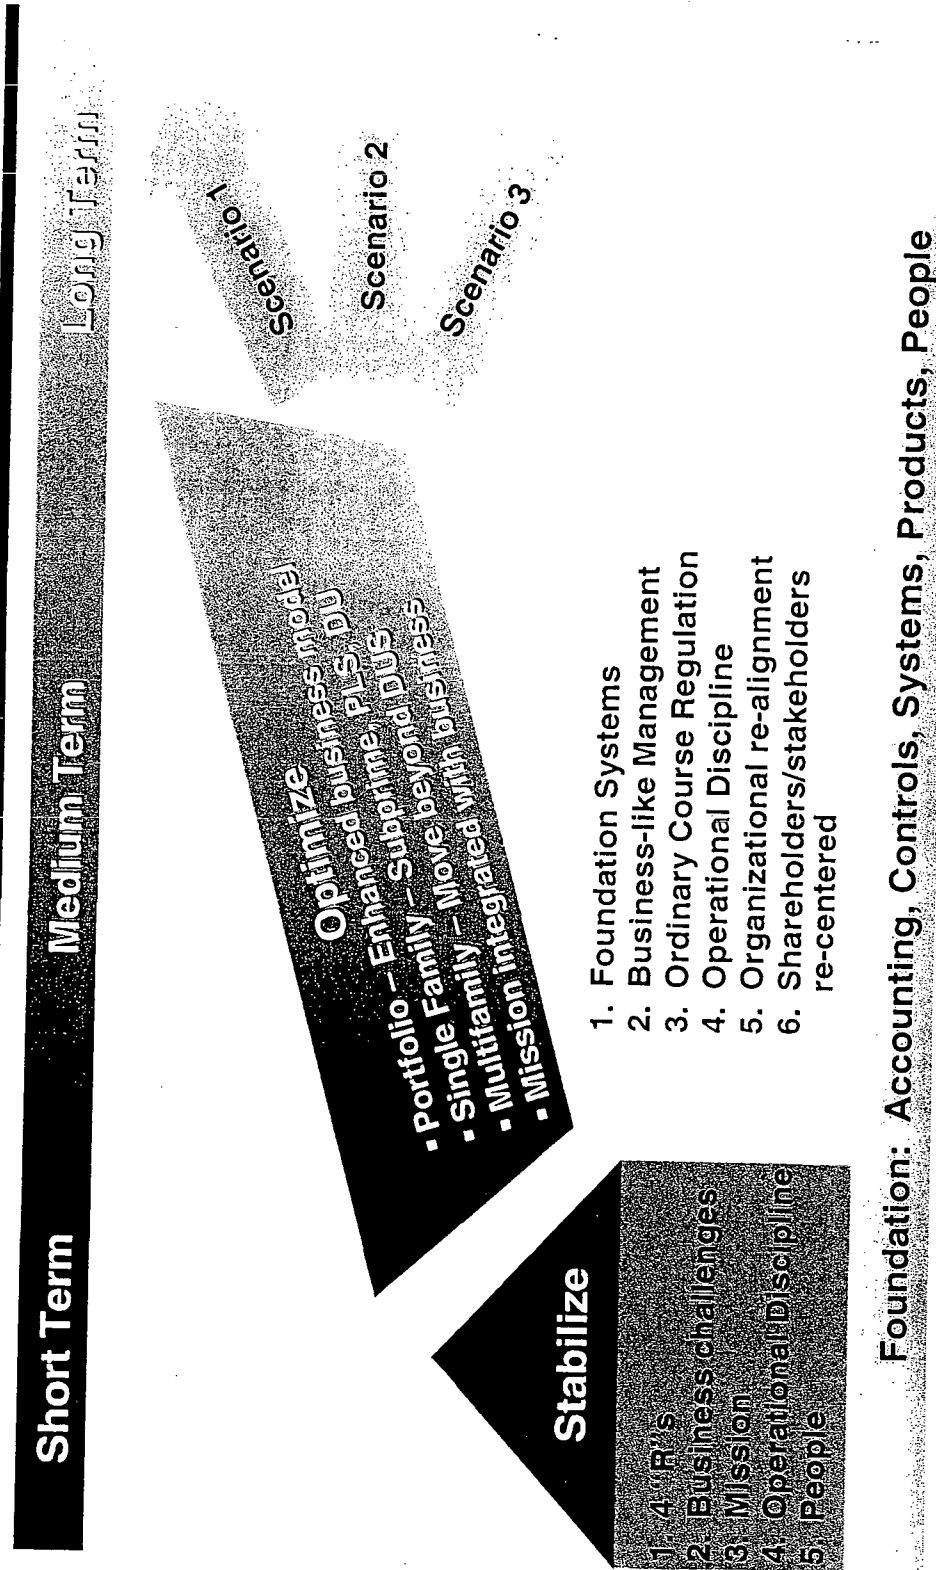 Short Term
Medium Term
Long Term
Stabilize
1. 4 "R"s
2. Business challenges
3. Mission
4. Operational Discipline
5. People
Optimize
▪ Portfolio – Enhanced business model
▪ Single Family – Subprime, PLS DU
▪ Multifamily – Move beyond DUS
▪ Mission integrated with business
1. Foundation Systems
2. Business-like Management
3. Ordinary Course Regulation
4. Operational Discipline
5. Organizational re-alignment
6. Shareholders/stakeholders
re-centered
Scenario 1
Scenario 2
Scenario 3
Foundation: Accounting, Controls, Systems, Products, People